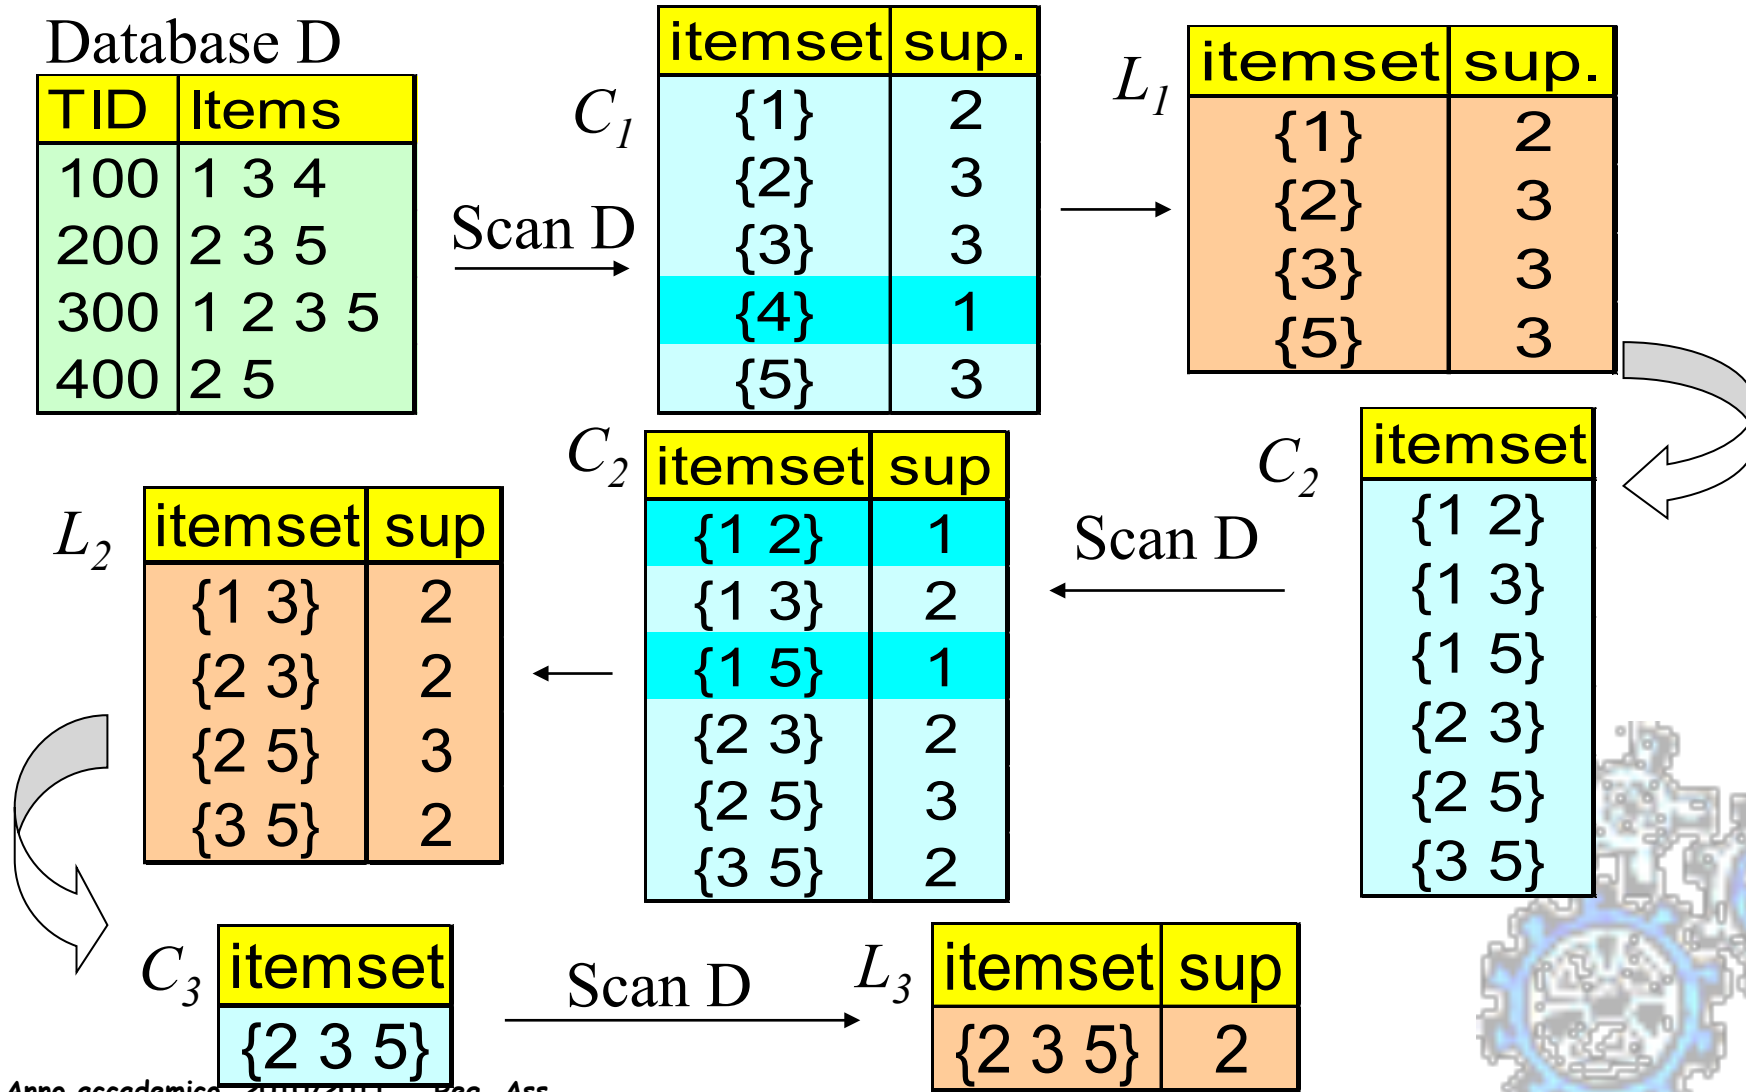 Database D
TID Items
100 1 3 4
200 2 3 5
300 1 2 3 5
400 2 5
Scan D
C1
itemset sup.
{1} 2
{2} 3
{3} 3
{4} 1
{5} 3
L1
itemset sup.
{1} 2
{2} 3
{3} 3
{5} 3
C2
itemset
{1 2}
{1 3}
{1 5}
{2 3}
{2 5}
{3 5}
Scan D
C2
itemset sup
{1 2} 1
{1 3} 2
{1 5} 1
{2 3} 2
{2 5} 3
{3 5} 2
L2
itemset sup
{1 3} 2
{2 3} 2
{2 5} 3
{3 5} 2
C3
itemset
{2 3 5}
Scan D
L3
itemset sup
{2 3 5} 2
Anno accademico Reg. Ass